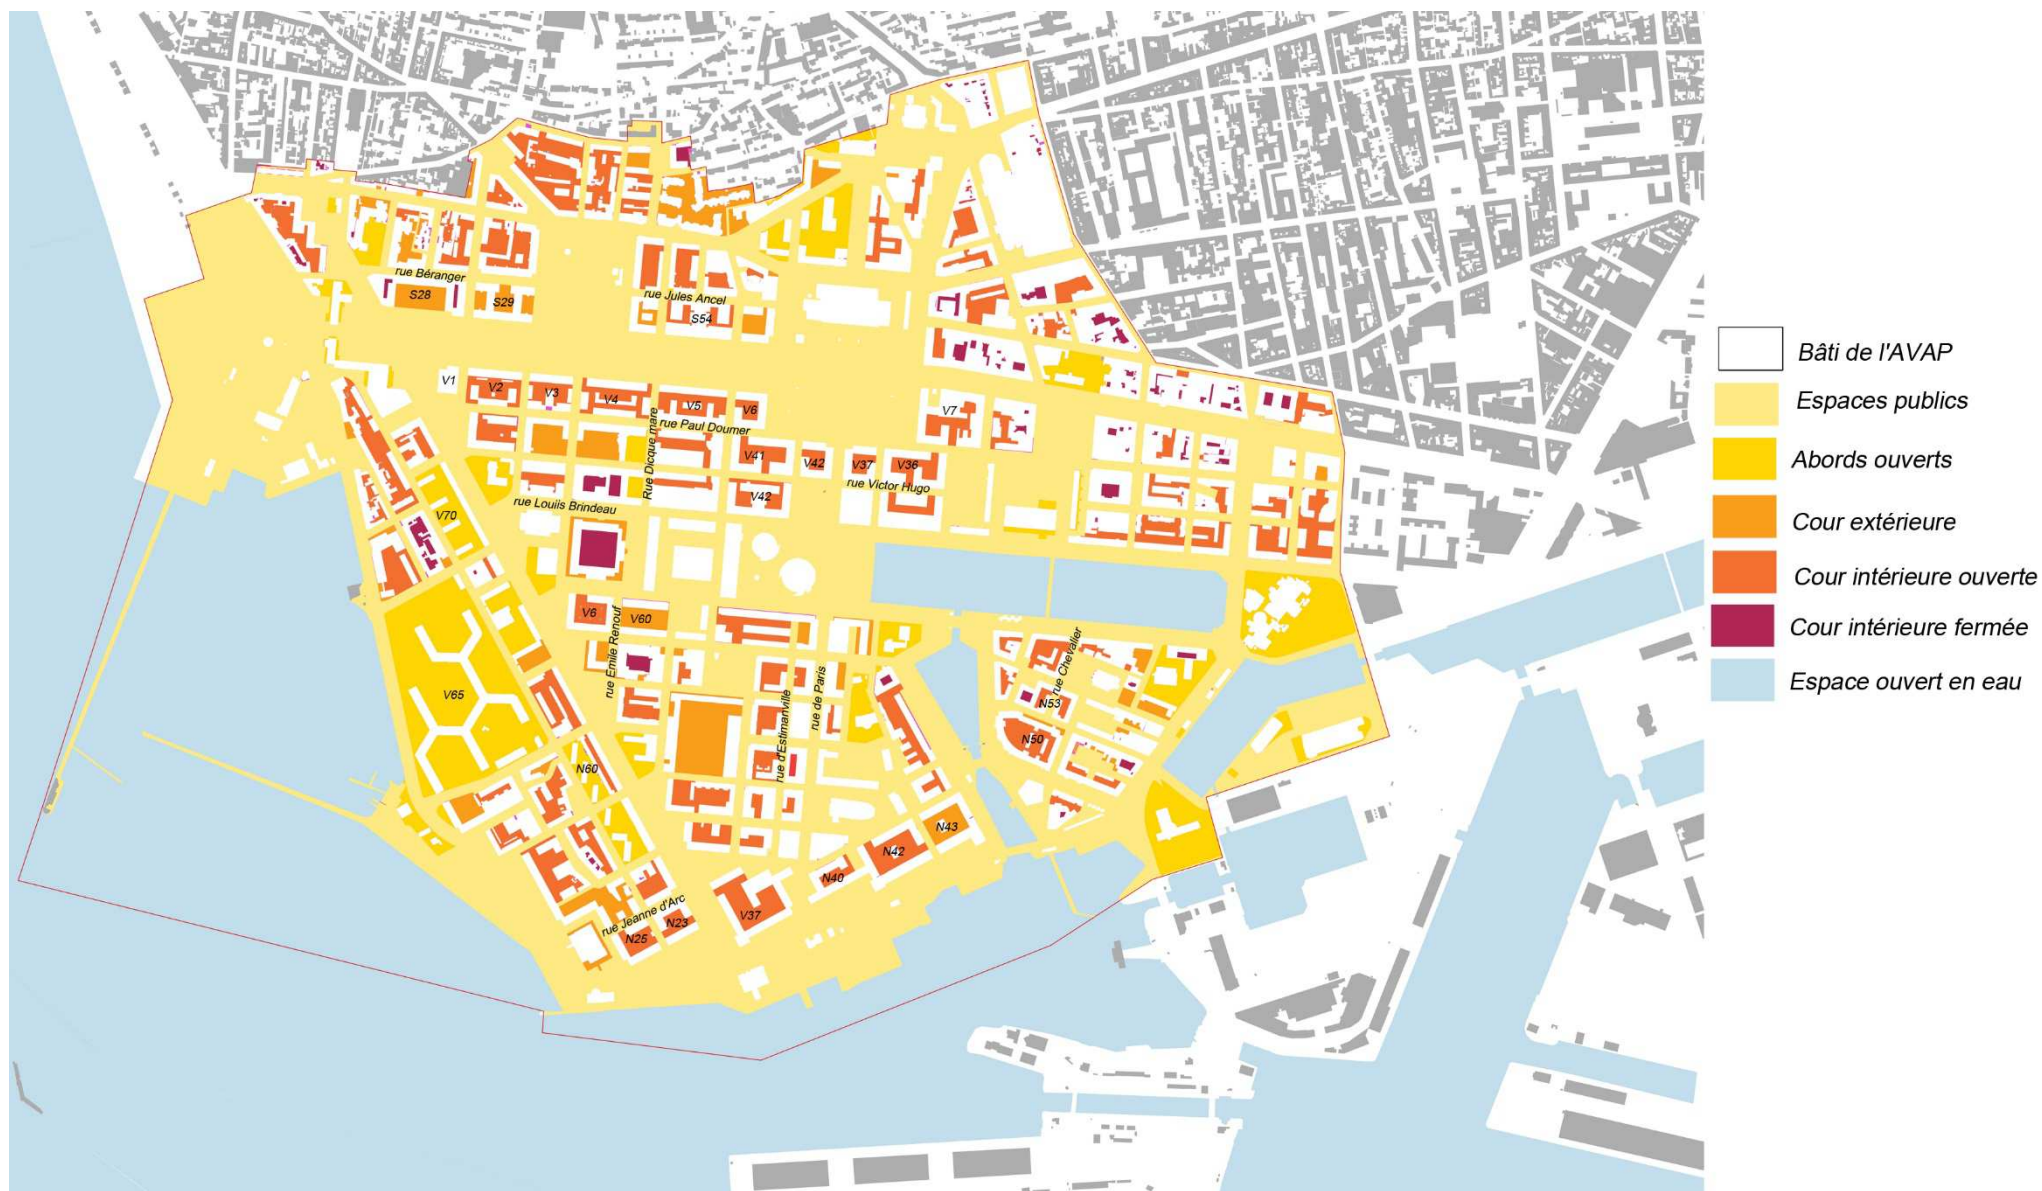 rue Béranger
S28
S29
rue Jules Ancel
S54
V1
V2
V3
V4
V5
V6
V7
rue Paul Doumer
Rue Dicque mare
V41
V42
V37
V36
rue Victor Hugo
V42
rue Louiis Brindeau
V70
V6
V60
rue Emile Renouf
V65
N60
rue d'Estimanville
rue de Paris
rue Chevalier
N53
N50
N43
N42
N40
V37
rue Jeanne d'Arc
N23
N25
Bâti de l'AVAP
Espaces publics
Abords ouverts
Cour extérieure
Cour intérieure ouverte
Cour intérieure fermée
Espace ouvert en eau